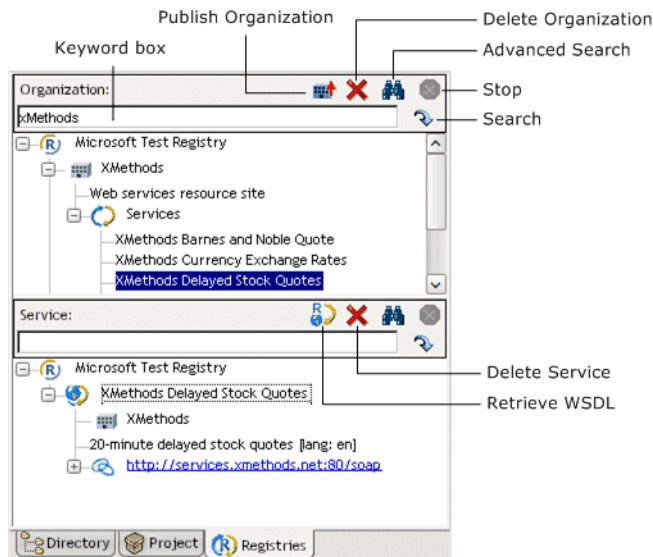 Publish Organization
Delete Organization
Keyword box
Advanced Search
Organization:
Stop
xMethods
Search
Microsoft Test Registry
XMethods
Web services resource site
Services
XMethods Barnes and Noble Quote
XMethods Currency Exchange Rates
XMethods Delayed Stock Quotes
Service:
Microsoft Test Registry
Delete Service
XMethods Delayed Stock Quotes
Retrieve WSDL
XMethods
20-minute delayed stock quotes [lang: en]
http://services.xmethods.net:80/soap
Directory Project Registries